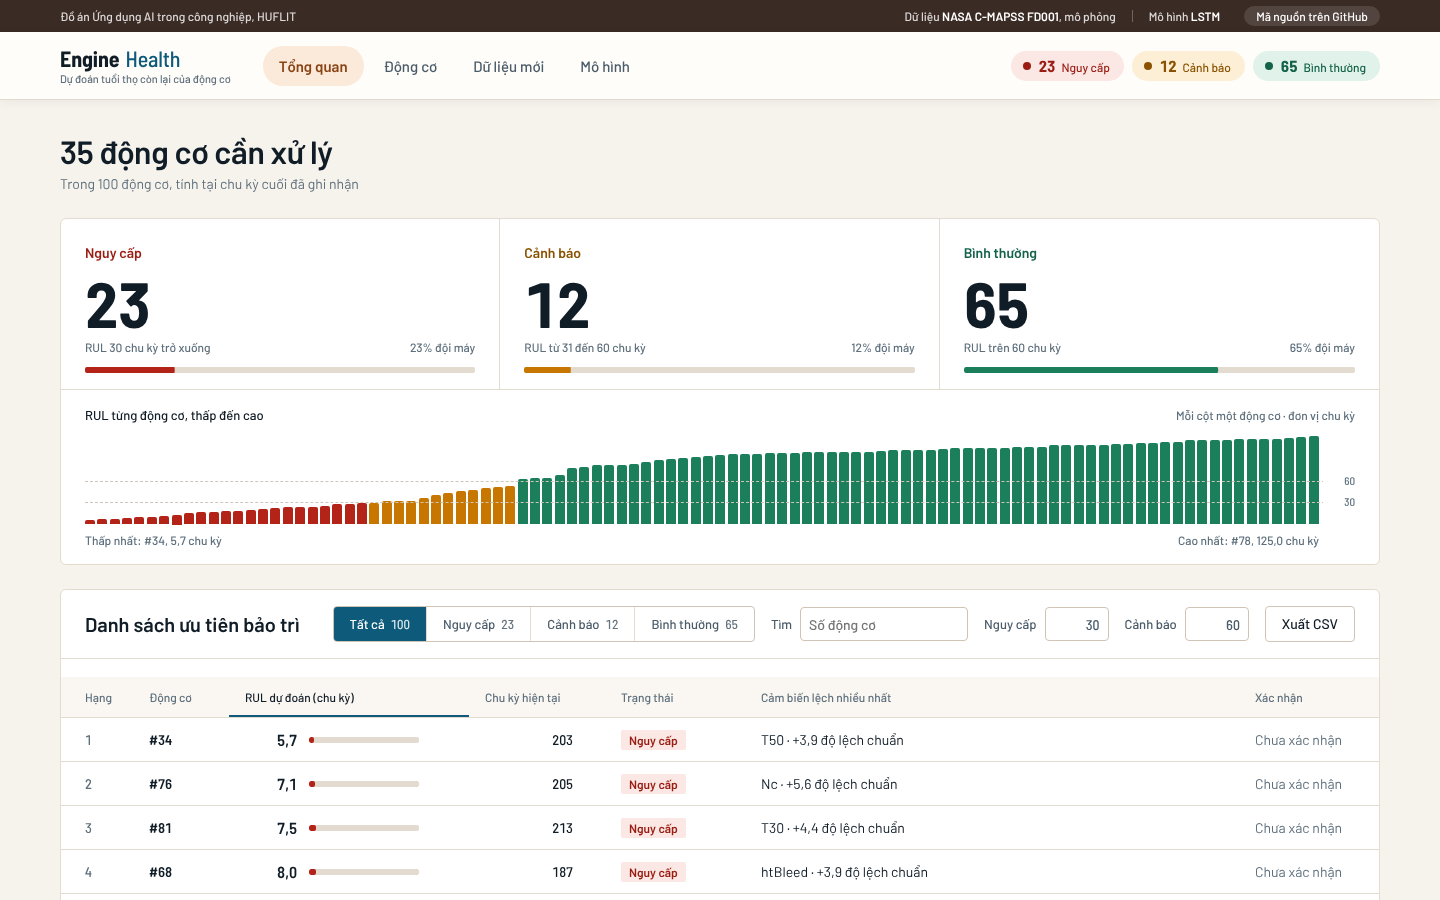 Đồ án Ứng dụng AI trong công nghiệp, HUFLIT
Dữ liệu NASA C-MAPSS FD001, mô phỏng
Mô hình LSTM
Mã nguồn trên GitHub
Engine Health
Dự đoán tuổi thọ còn lại của động cơ
Tổng quan
Động cơ
Dữ liệu mới
Mô hình
23 Nguy cấp
12 Cảnh báo
65 Bình thường
35 động cơ cần xử lý
Trong 100 động cơ, tính tại chu kỳ cuối đã ghi nhận
Nguy cấp
23
RUL 30 chu kỳ trở xuống
23% đội máy
Cảnh báo
12
RUL từ 31 đến 60 chu kỳ
12% đội máy
Bình thường
65
RUL trên 60 chu kỳ
65% đội máy
RUL từng động cơ, thấp đến cao
Mỗi cột một động cơ · đơn vị chu kỳ
60
30
Thấp nhất: #34, 5,7 chu kỳ
Cao nhất: #78, 125,0 chu kỳ
Danh sách ưu tiên bảo trì
Tất cả 100
Nguy cấp 23
Cảnh báo 12
Bình thường 65
Tìm
Số động cơ
Nguy cấp
30
Cảnh báo
60
Xuất CSV
Hạng
Động cơ
RUL dự đoán (chu kỳ)
Chu kỳ hiện tại
Trạng thái
Cảm biến lệch nhiều nhất
Xác nhận
1 #34 5,7 203 Nguy cấp T50 · +3,9 độ lệch chuẩn Chưa xác nhận
2 #76 7,1 205 Nguy cấp Nc · +5,6 độ lệch chuẩn Chưa xác nhận
3 #81 7,5 213 Nguy cấp T30 · +4,4 độ lệch chuẩn Chưa xác nhận
4 #68 8,0 187 Nguy cấp htBleed · +3,9 độ lệch chuẩn Chưa xác nhận